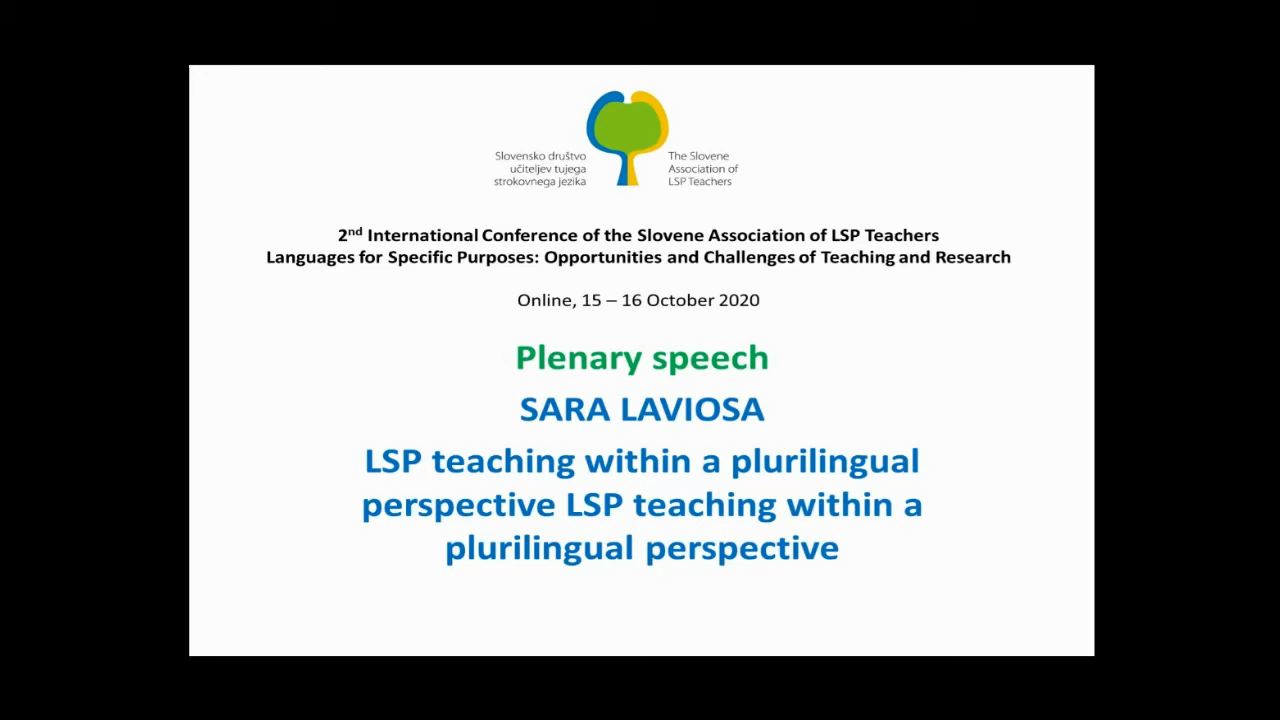 Slovensko društvo
učiteljev tujega
strokovnega jezika
The Slovene
Association of
LSP Teachers
2nd International Conference of the Slovene Association of LSP Teachers
Languages for Specific Purposes: Opportunities and Challenges of Teaching and Research
Online, 15 – 16 October 2020
Plenary speech
SARA LAVIOSA
LSP teaching within a plurilingual
perspective LSP teaching within a
plurilingual perspective